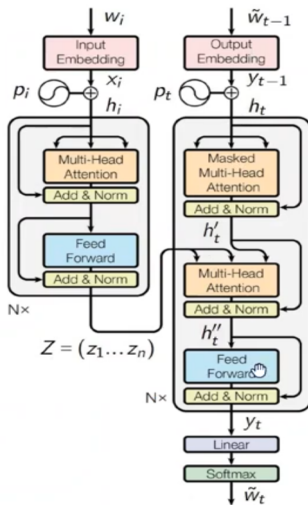 w_i
Input
Embedding
x_i
p_i
h_i
Multi-Head
Attention
Add & Norm
Feed
Forward
Add & Norm
N×
Z = (z_1...z_n)
w̃_{t−1}
Output
Embedding
y_{t−1}
p_t
h_t
Masked
Multi-Head
Attention
Add & Norm
h_t′
Multi-Head
Attention
Add & Norm
h_t″
Feed
Forward
Add & Norm
N×
y_t
Linear
Softmax
w̃_t